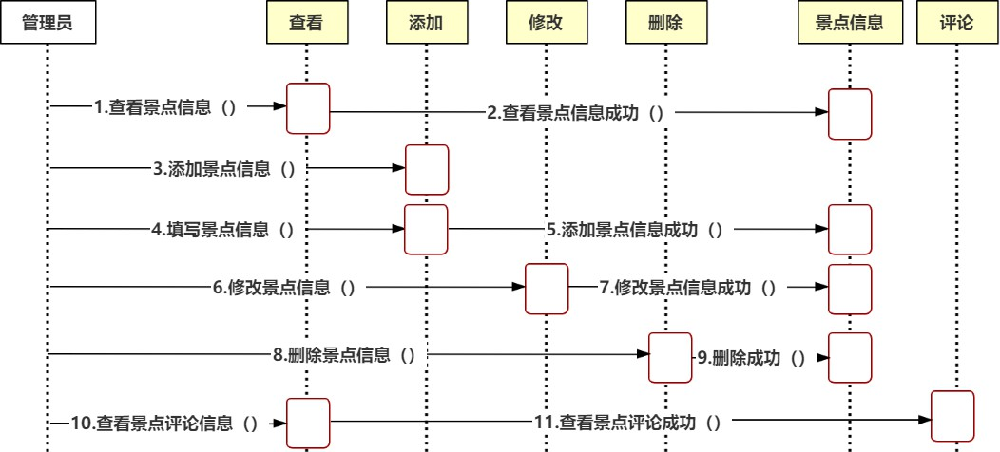 管理员 查看 添加 修改 删除 景点信息 评论
1.查看景点信息（）
2.查看景点信息成功（）
3.添加景点信息（）
4.填写景点信息（）
5.添加景点信息成功（）
6.修改景点信息（）
7.修改景点信息成功（）
8.删除景点信息（）
9.删除成功（）
10.查看景点评论信息（）
11.查看景点评论成功（）